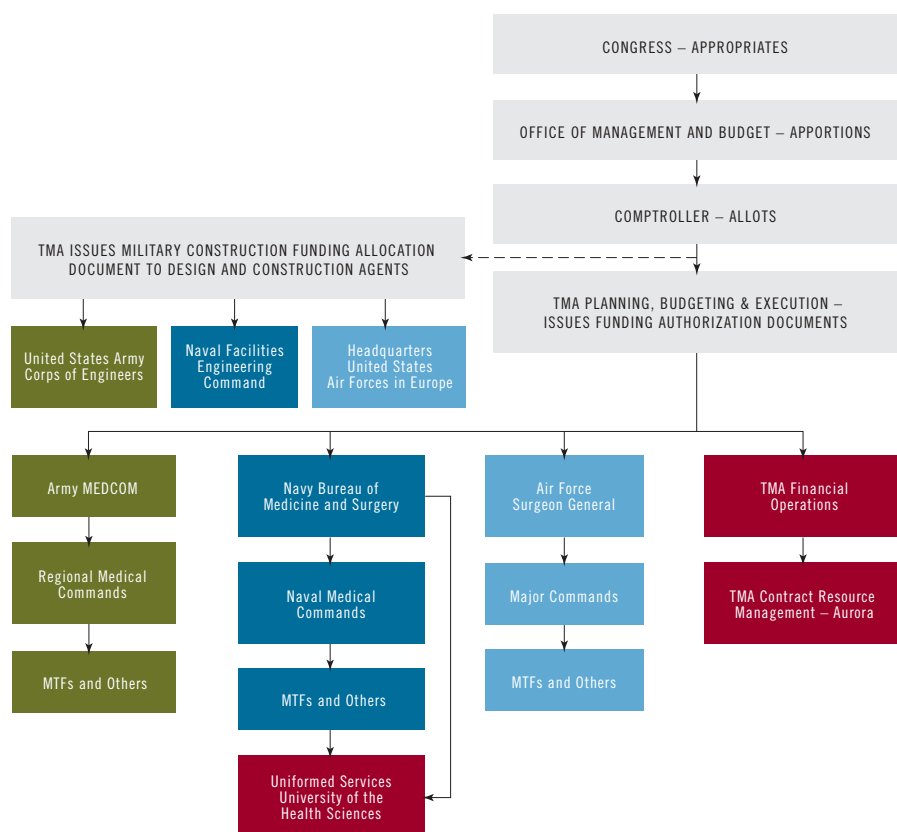 CONGRESS – APPROPRIATES
OFFICE OF MANAGEMENT AND BUDGET – APPORTIONS
COMPTROLLER – ALLOTS
TMA ISSUES MILITARY CONSTRUCTION FUNDING ALLOCATION
DOCUMENT TO DESIGN AND CONSTRUCTION AGENTS
TMA PLANNING, BUDGETING & EXECUTION –
ISSUES FUNDING AUTHORIZATION DOCUMENTS
United States Army
Corps of Engineers
Naval Facilities
Engineering
Command
Headquarters
United States
Air Forces in Europe
Army MEDCOM
Regional Medical
Commands
MTFs and Others
Navy Bureau of
Medicine and Surgery
Naval Medical
Commands
MTFs and Others
Uniformed Services
University of the
Health Sciences
Air Force
Surgeon General
Major Commands
MTFs and Others
TMA Financial
Operations
TMA Contract Resource
Management – Aurora